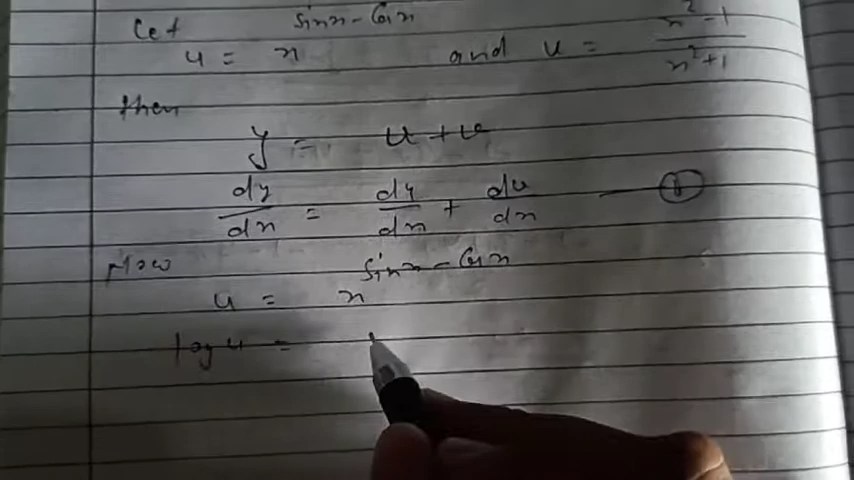 Let
u = x^(sinx - Cosx) and v = (x²-1)/(x²+1)
then
y = u + v
dy/dx = du/dx + dv/dx — ①
Now
u = x^(sinx - Cosx)
log u =